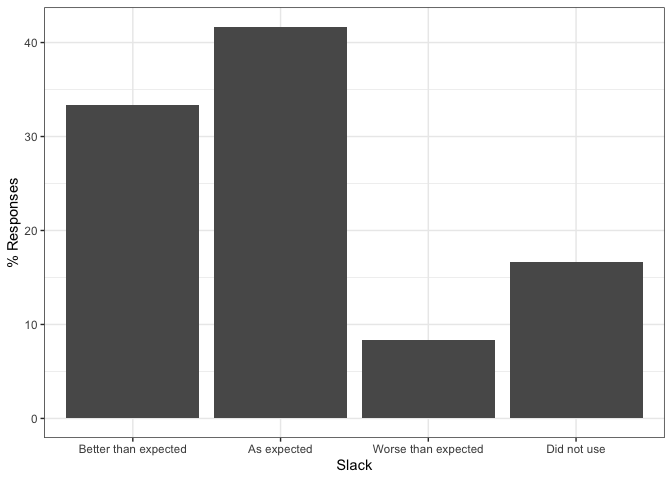 % Responses
40
30
20
10
0
Better than expected
As expected
Worse than expected
Did not use
Slack